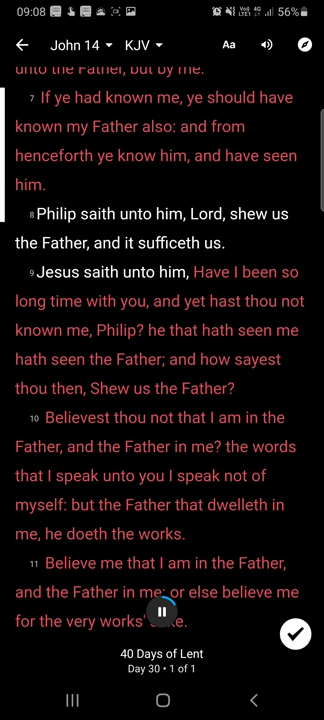 09:08 56%
John 14 KJV Aa
unto the Father, but by me.
7 If ye had known me, ye should have
known my Father also: and from
henceforth ye know him, and have seen
him.
8 Philip saith unto him, Lord, shew us
the Father, and it sufficeth us.
9 Jesus saith unto him, Have I been so
long time with you, and yet hast thou not
known me, Philip? he that hath seen me
hath seen the Father; and how sayest
thou then, Shew us the Father?
10 Believest thou not that I am in the
Father, and the Father in me? the words
that I speak unto you I speak not of
myself: but the Father that dwelleth in
me, he doeth the works.
11 Believe me that I am in the Father,
and the Father in me: or else believe me
for the very works'
40 Days of Lent
Day 30 • 1 of 1